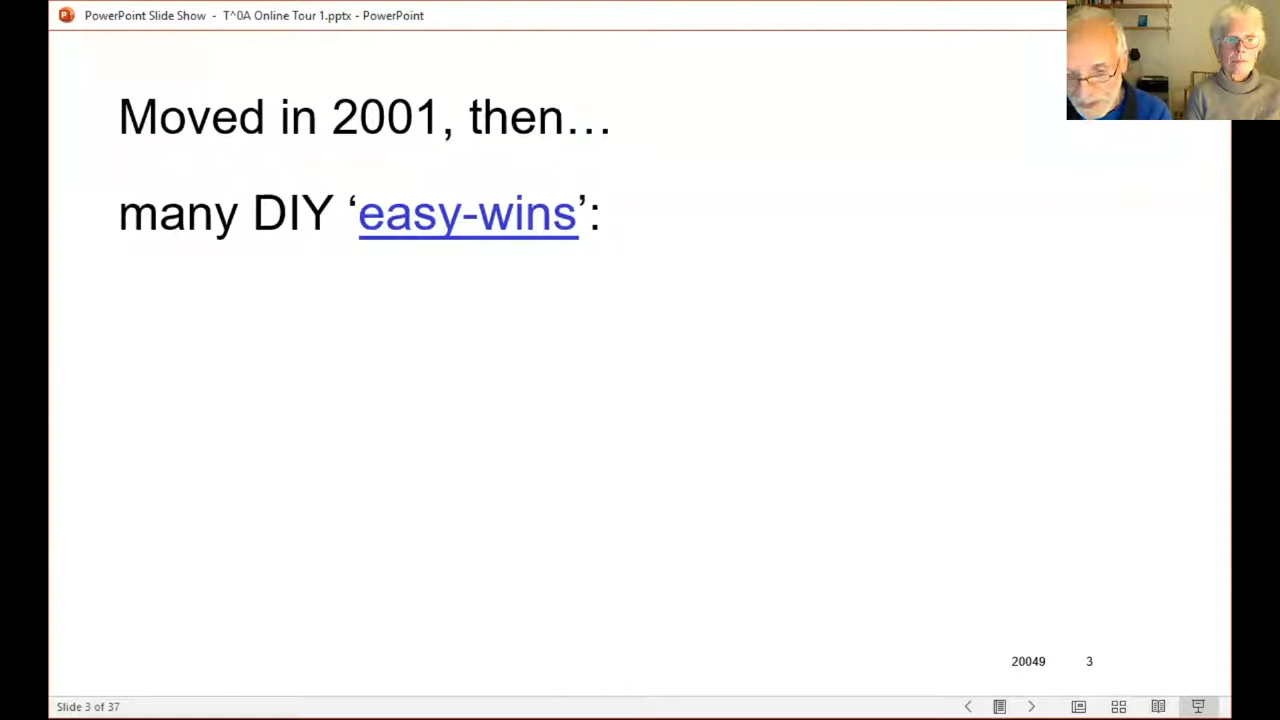 PowerPoint Slide Show - T^0A Online Tour 1.pptx - PowerPoint
Moved in 2001, then…
many DIY ‘easy-wins’:
20049 3
Slide 3 of 37